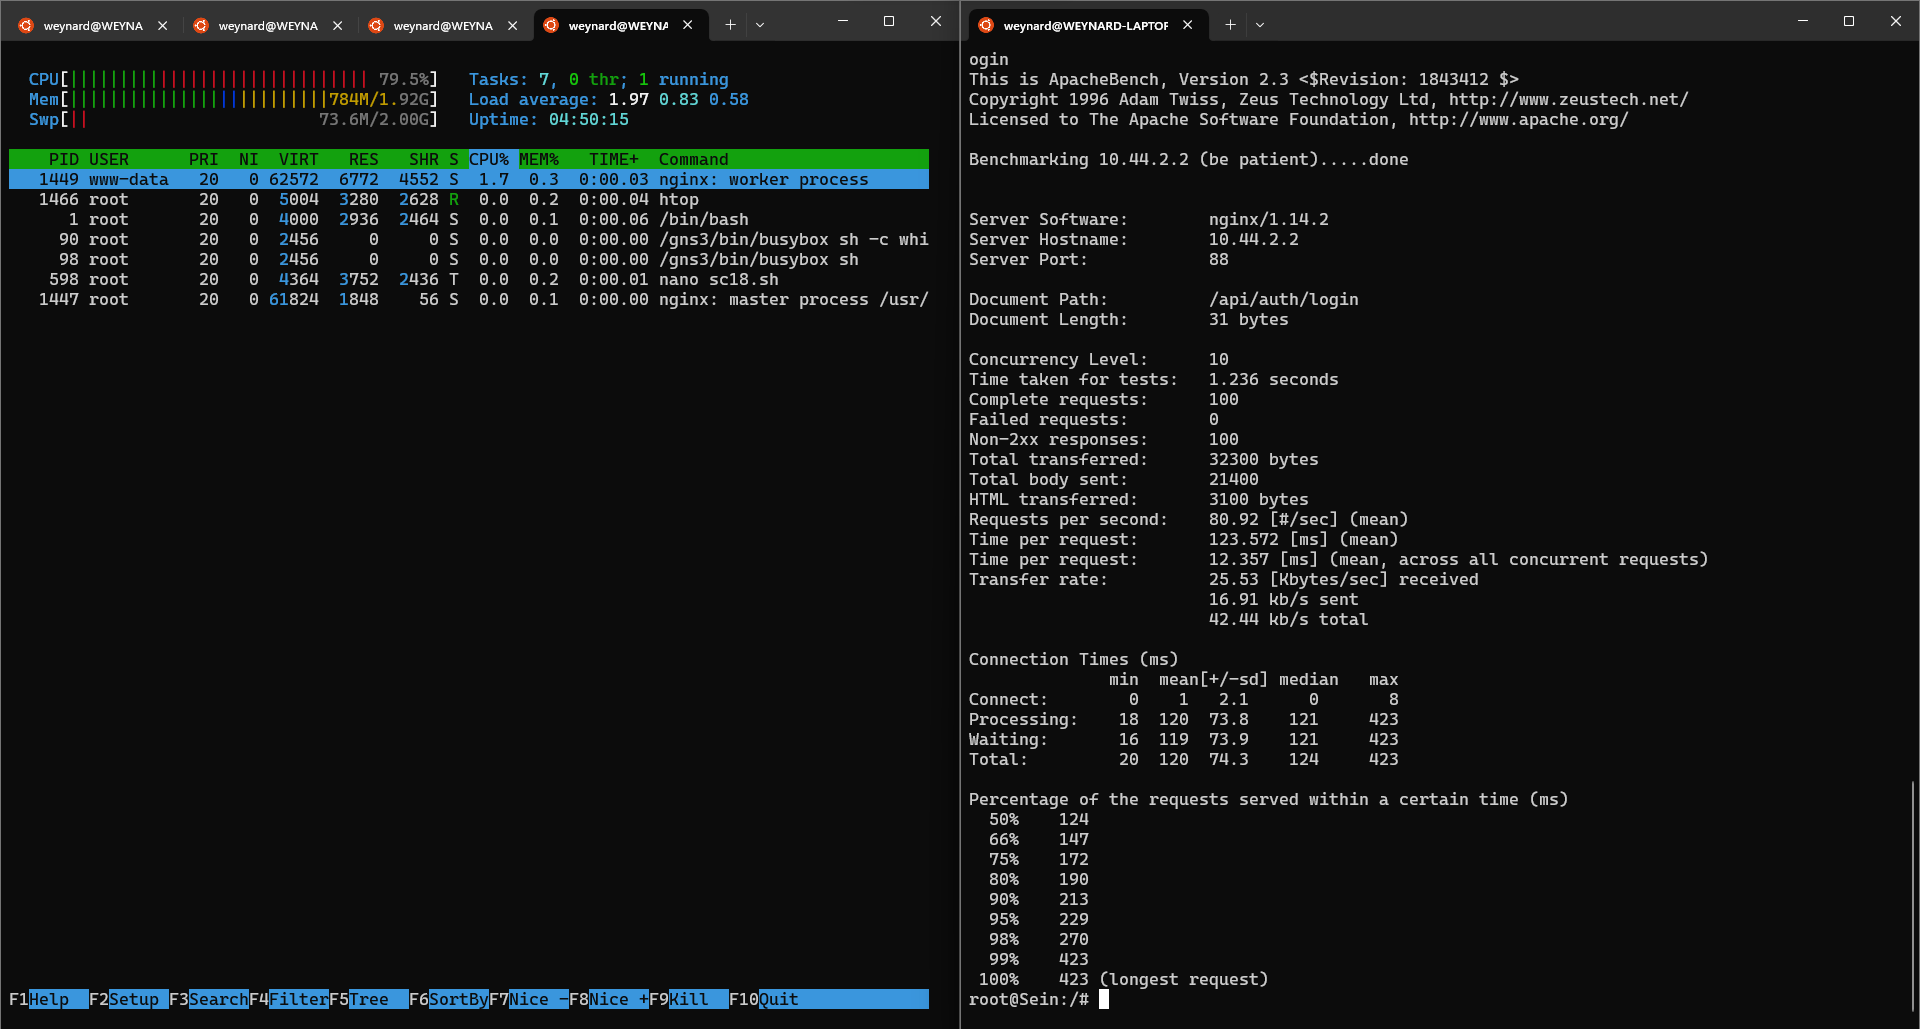 weynard@WEYNA weynard@WEYNA weynard@WEYNA weynard@WEYNA
CPU[|||||||||||||||||||||||||||||| 79.5%] Tasks: 7, 0 thr; 1 running
Mem[||||||||||||||||||||||||||784M/1.92G] Load average: 1.97 0.83 0.58
Swp[|| 73.6M/2.00G] Uptime: 04:50:15
PID USER PRI NI VIRT RES SHR S CPU% MEM% TIME+ Command
1449 www-data 20 0 62572 6772 4552 S 1.7 0.3 0:00.03 nginx: worker process
1466 root 20 0 5004 3280 2628 R 0.0 0.2 0:00.04 htop
1 root 20 0 4000 2936 2464 S 0.0 0.1 0:00.06 /bin/bash
90 root 20 0 2456 0 0 S 0.0 0.0 0:00.00 /gns3/bin/busybox sh -c whi
98 root 20 0 2456 0 0 S 0.0 0.0 0:00.00 /gns3/bin/busybox sh
598 root 20 0 4364 3752 2436 T 0.0 0.2 0:00.01 nano sc18.sh
1447 root 20 0 61824 1848 56 S 0.0 0.1 0:00.00 nginx: master process /usr/
F1Help F2Setup F3SearchF4FilterF5Tree F6SortByF7Nice -F8Nice +F9Kill F10Quit
weynard@WEYNARD-LAPTOP
ogin
This is ApacheBench, Version 2.3 <$Revision: 1843412 $>
Copyright 1996 Adam Twiss, Zeus Technology Ltd, http://www.zeustech.net/
Licensed to The Apache Software Foundation, http://www.apache.org/
Benchmarking 10.44.2.2 (be patient).....done
Server Software: nginx/1.14.2
Server Hostname: 10.44.2.2
Server Port: 88
Document Path: /api/auth/login
Document Length: 31 bytes
Concurrency Level: 10
Time taken for tests: 1.236 seconds
Complete requests: 100
Failed requests: 0
Non-2xx responses: 100
Total transferred: 32300 bytes
Total body sent: 21400
HTML transferred: 3100 bytes
Requests per second: 80.92 [#/sec] (mean)
Time per request: 123.572 [ms] (mean)
Time per request: 12.357 [ms] (mean, across all concurrent requests)
Transfer rate: 25.53 [Kbytes/sec] received
16.91 kb/s sent
42.44 kb/s total
Connection Times (ms)
min mean[+/-sd] median max
Connect: 0 1 2.1 0 8
Processing: 18 120 73.8 121 423
Waiting: 16 119 73.9 121 423
Total: 20 120 74.3 124 423
Percentage of the requests served within a certain time (ms)
50% 124
66% 147
75% 172
80% 190
90% 213
95% 229
98% 270
99% 423
100% 423 (longest request)
root@Sein:/#